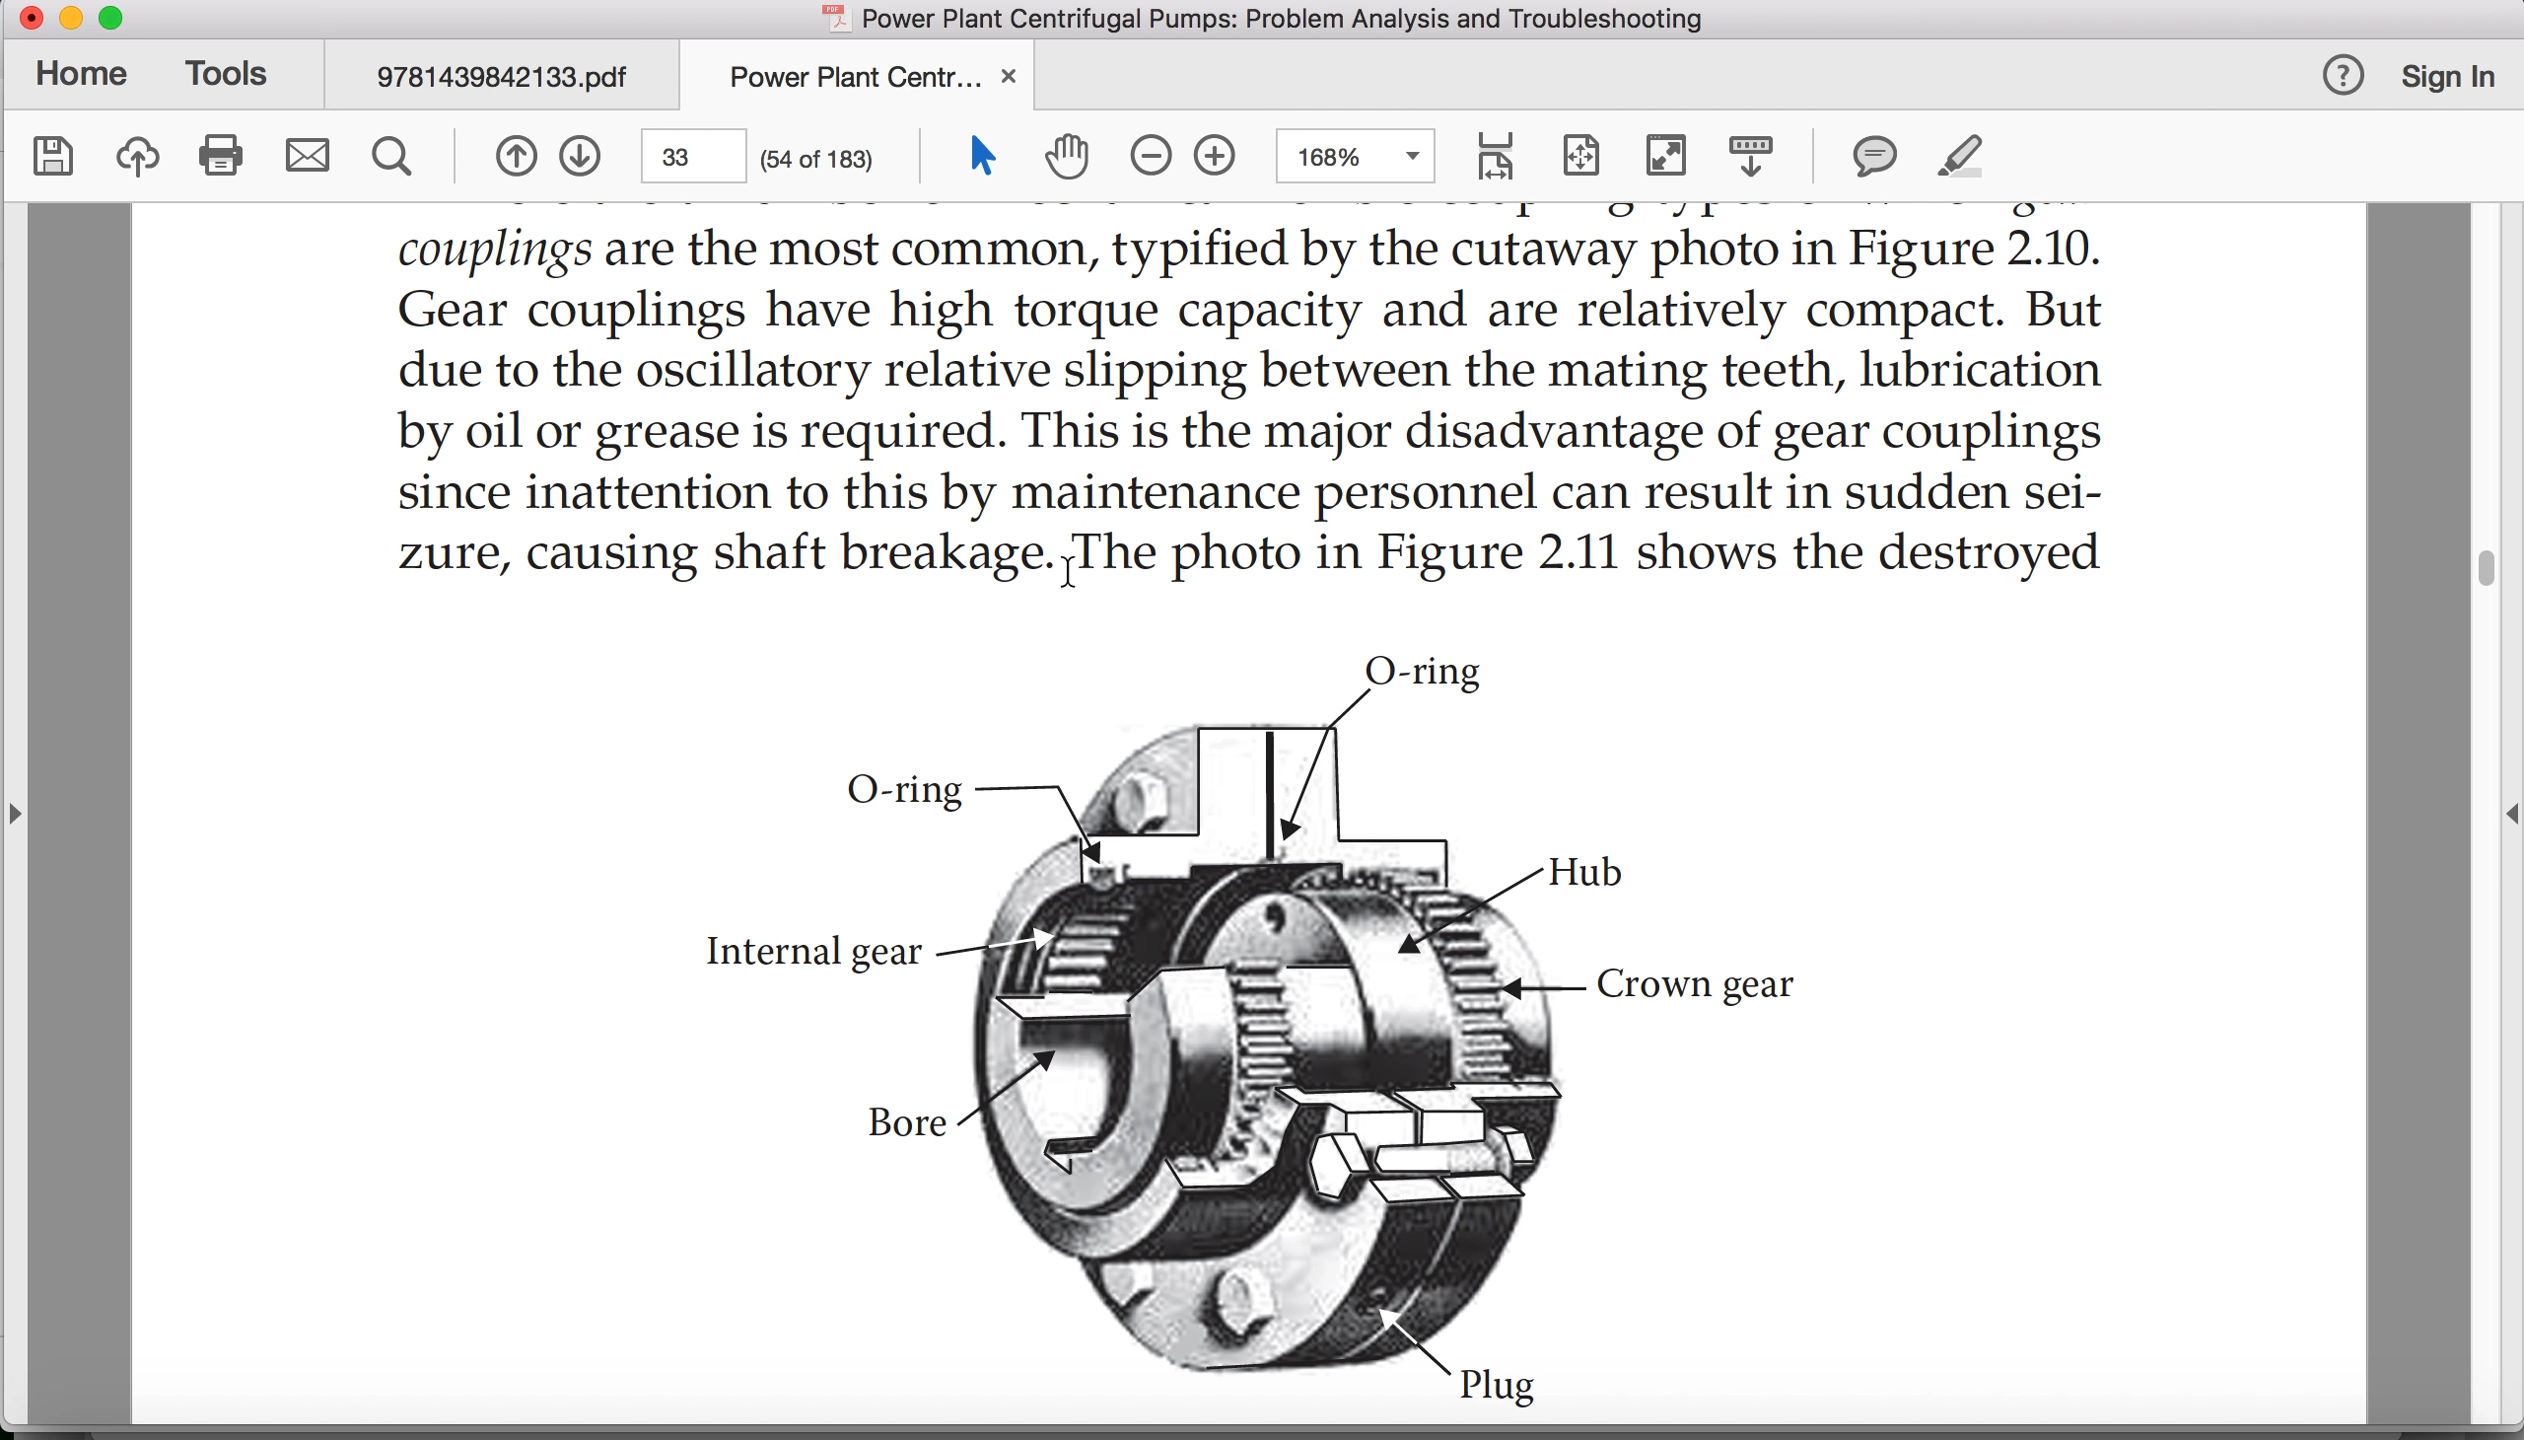 Power Plant Centrifugal Pumps: Problem Analysis and Troubleshooting
Home Tools 9781439842133.pdf Power Plant Centr... × ? Sign In
33 (54 of 183) 168%
couplings are the most common, typified by the cutaway photo in Figure 2.10.
Gear couplings have high torque capacity and are relatively compact. But
due to the oscillatory relative slipping between the mating teeth, lubrication
by oil or grease is required. This is the major disadvantage of gear couplings
since inattention to this by maintenance personnel can result in sudden sei-
zure, causing shaft breakage. The photo in Figure 2.11 shows the destroyed
O-ring
O-ring
Hub
Internal gear
Crown gear
Bore
Plug